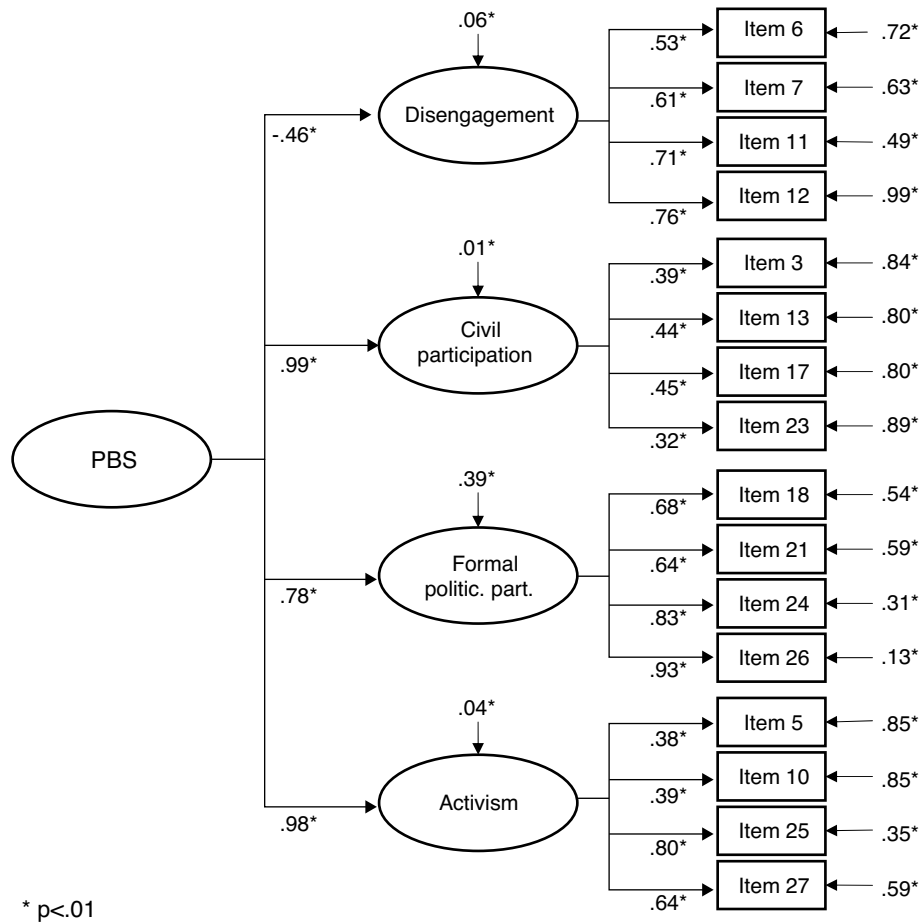 .06*
Disengagement
-.46*
.53*
Item 6
.72*
.61*
Item 7
.63*
.71*
Item 11
.49*
.76*
Item 12
.99*
.01*
Civil
participation
.99*
.39*
Item 3
.84*
.44*
Item 13
.80*
.45*
Item 17
.80*
.32*
Item 23
.89*
PBS
.39*
Formal
politic. part.
.78*
.68*
Item 18
.54*
.64*
Item 21
.59*
.83*
Item 24
.31*
.93*
Item 26
.13*
.04*
Activism
.98*
.38*
Item 5
.85*
.39*
Item 10
.85*
.80*
Item 25
.35*
.64*
Item 27
.59*
* p<.01